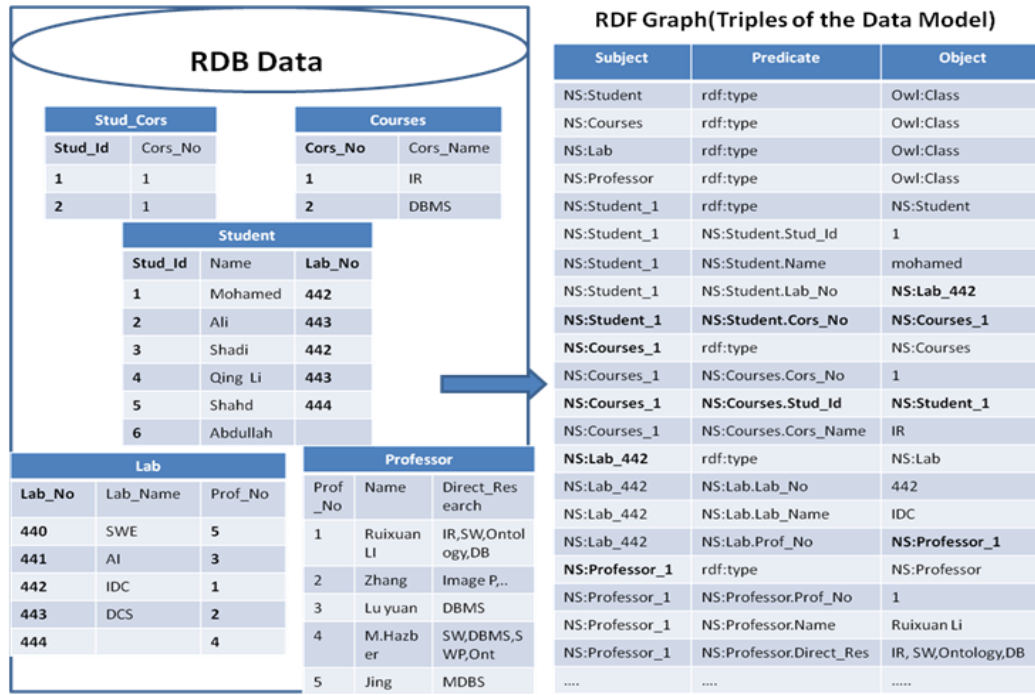 RDB Data
Stud_Cors
Stud_Id Cors_No
1 1
2 1
Courses
Cors_No Cors_Name
1 IR
2 DBMS
Student
Stud_Id Name Lab_No
1 Mohamed 442
2 Ali 443
3 Shadi 442
4 Qing Li 443
5 Shahd 444
6 Abdullah
Lab
Lab_No Lab_Name Prof_No
440 SWE 5
441 AI 3
442 IDC 1
443 DCS 2
444 4
Professor
Prof Name Direct_Res
_No earch
1 Ruixuan IR,SW,Ontol
LI ogy,DB
2 Zhang Image P,..
3 Lu yuan DBMS
4 M.Hazb SW,DBMS,S
er WP,Ont
5 Jing MDBS
RDF Graph(Triples of the Data Model)
Subject Predicate Object
NS:Student rdf:type Owl:Class
NS:Courses rdf:type Owl:Class
NS:Lab rdf:type Owl:Class
NS:Professor rdf:type Owl:Class
NS:Student_1 rdf:type NS:Student
NS:Student_1 NS:Student.Stud_Id 1
NS:Student_1 NS:Student.Name mohamed
NS:Student_1 NS:Student.Lab_No NS:Lab_442
NS:Student_1 NS:Student.Cors_No NS:Courses_1
NS:Courses_1 rdf:type NS:Courses
NS:Courses_1 NS:Courses.Cors_No 1
NS:Courses_1 NS:Courses.Stud_Id NS:Student_1
NS:Courses_1 NS:Courses.Cors_Name IR
NS:Lab_442 rdf:type NS:Lab
NS:Lab_442 NS:Lab.Lab_No 442
NS:Lab_442 NS:Lab.Lab_Name IDC
NS:Lab_442 NS:Lab.Prof_No NS:Professor_1
NS:Professor_1 rdf:type NS:Professor
NS:Professor_1 NS:Professor.Prof_No 1
NS:Professor_1 NS:Professor.Name Ruixuan Li
NS:Professor_1 NS:Professor.Direct_Res IR, SW,Ontology,DB
.... .... .....